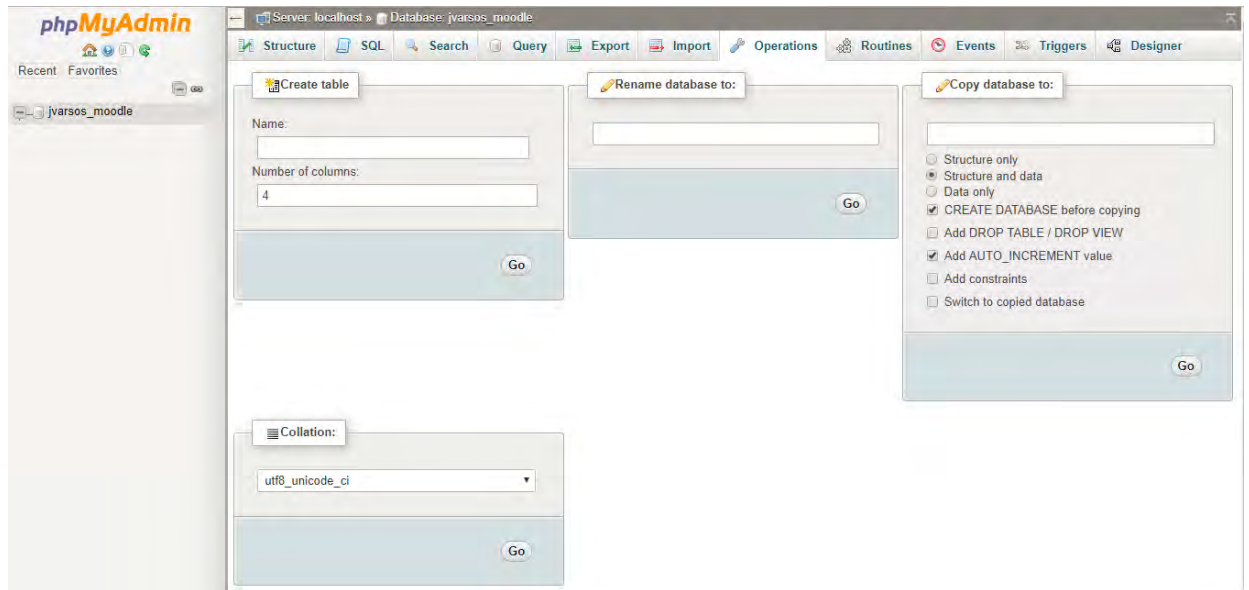 phpMyAdmin
Recent Favorites
jvarsos_moodle
Server: localhost » Database: jvarsos_moodle
Structure SQL Search Query Export Import Operations Routines Events Triggers Designer
Create table
Name:
Number of columns:
4
Go
Rename database to:
Go
Copy database to:
Structure only
Structure and data
Data only
CREATE DATABASE before copying
Add DROP TABLE / DROP VIEW
Add AUTO_INCREMENT value
Add constraints
Switch to copied database
Go
Collation:
utf8_unicode_ci
Go